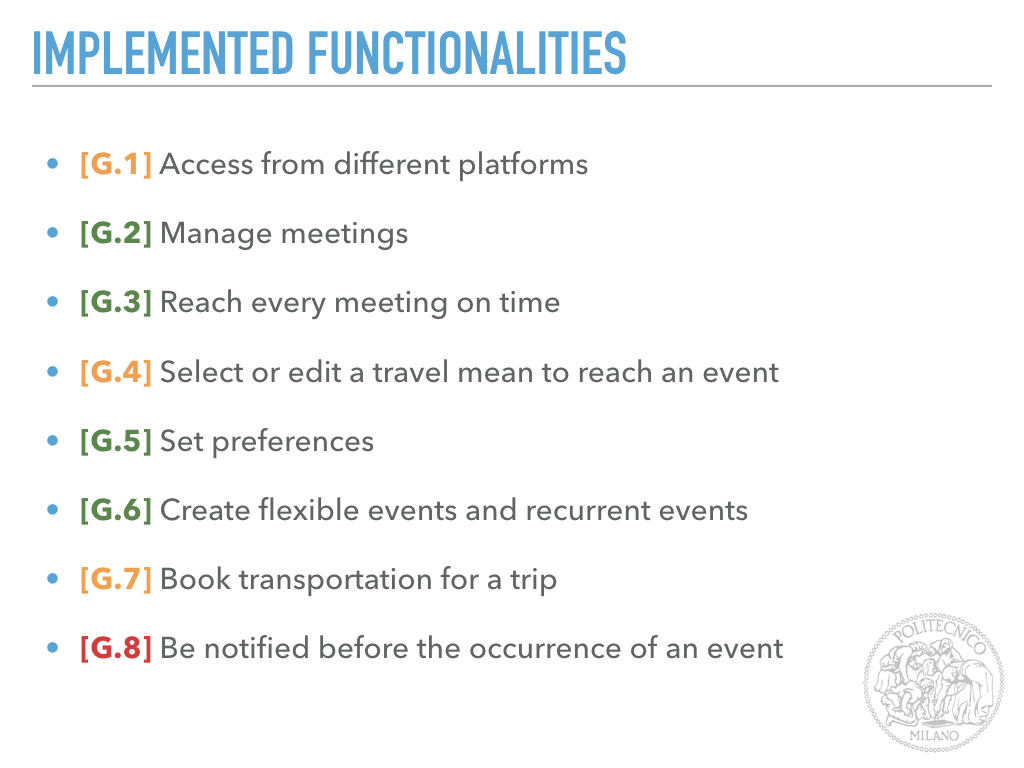 IMPLEMENTED FUNCTIONALITIES
• [G.1] Access from different platforms
• [G.2] Manage meetings
• [G.3] Reach every meeting on time
• [G.4] Select or edit a travel mean to reach an event
• [G.5] Set preferences
• [G.6] Create flexible events and recurrent events
• [G.7] Book transportation for a trip
• [G.8] Be notified before the occurrence of an event
POLITECNICO
MILANO